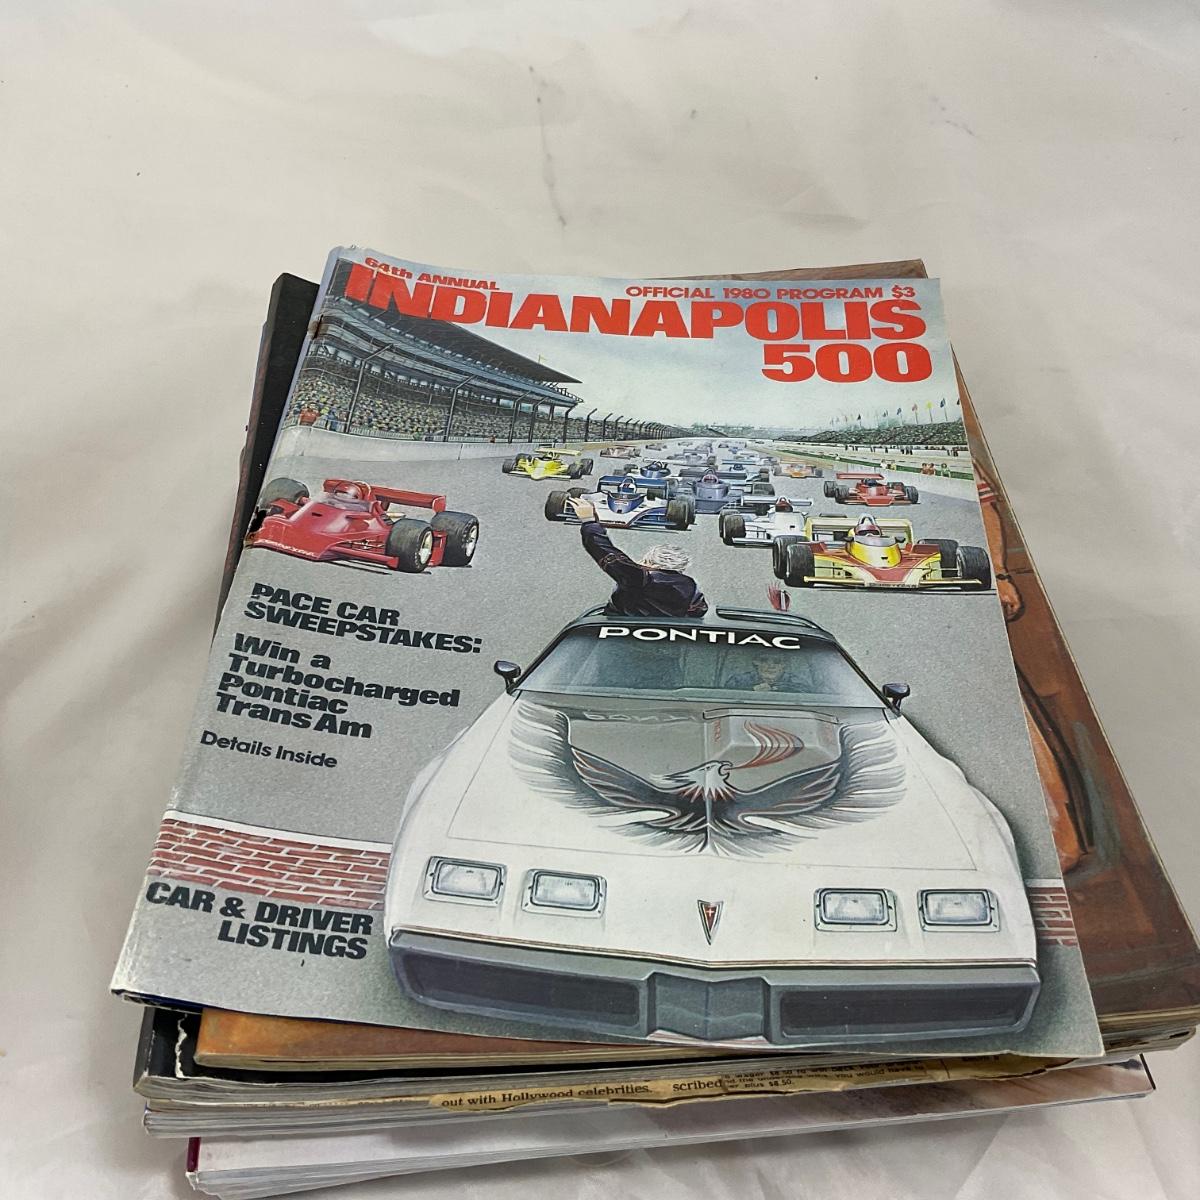 64th ANNUAL
OFFICIAL 1980 PROGRAM $3
INDIANAPOLIS
500
PACE CAR
SWEEPSTAKES:
Win a
Turbocharged
Pontiac
Trans Am
Details Inside
PONTIAC
CAR & DRIVER
LISTINGS
out with Hollywood celebrities.
scribed